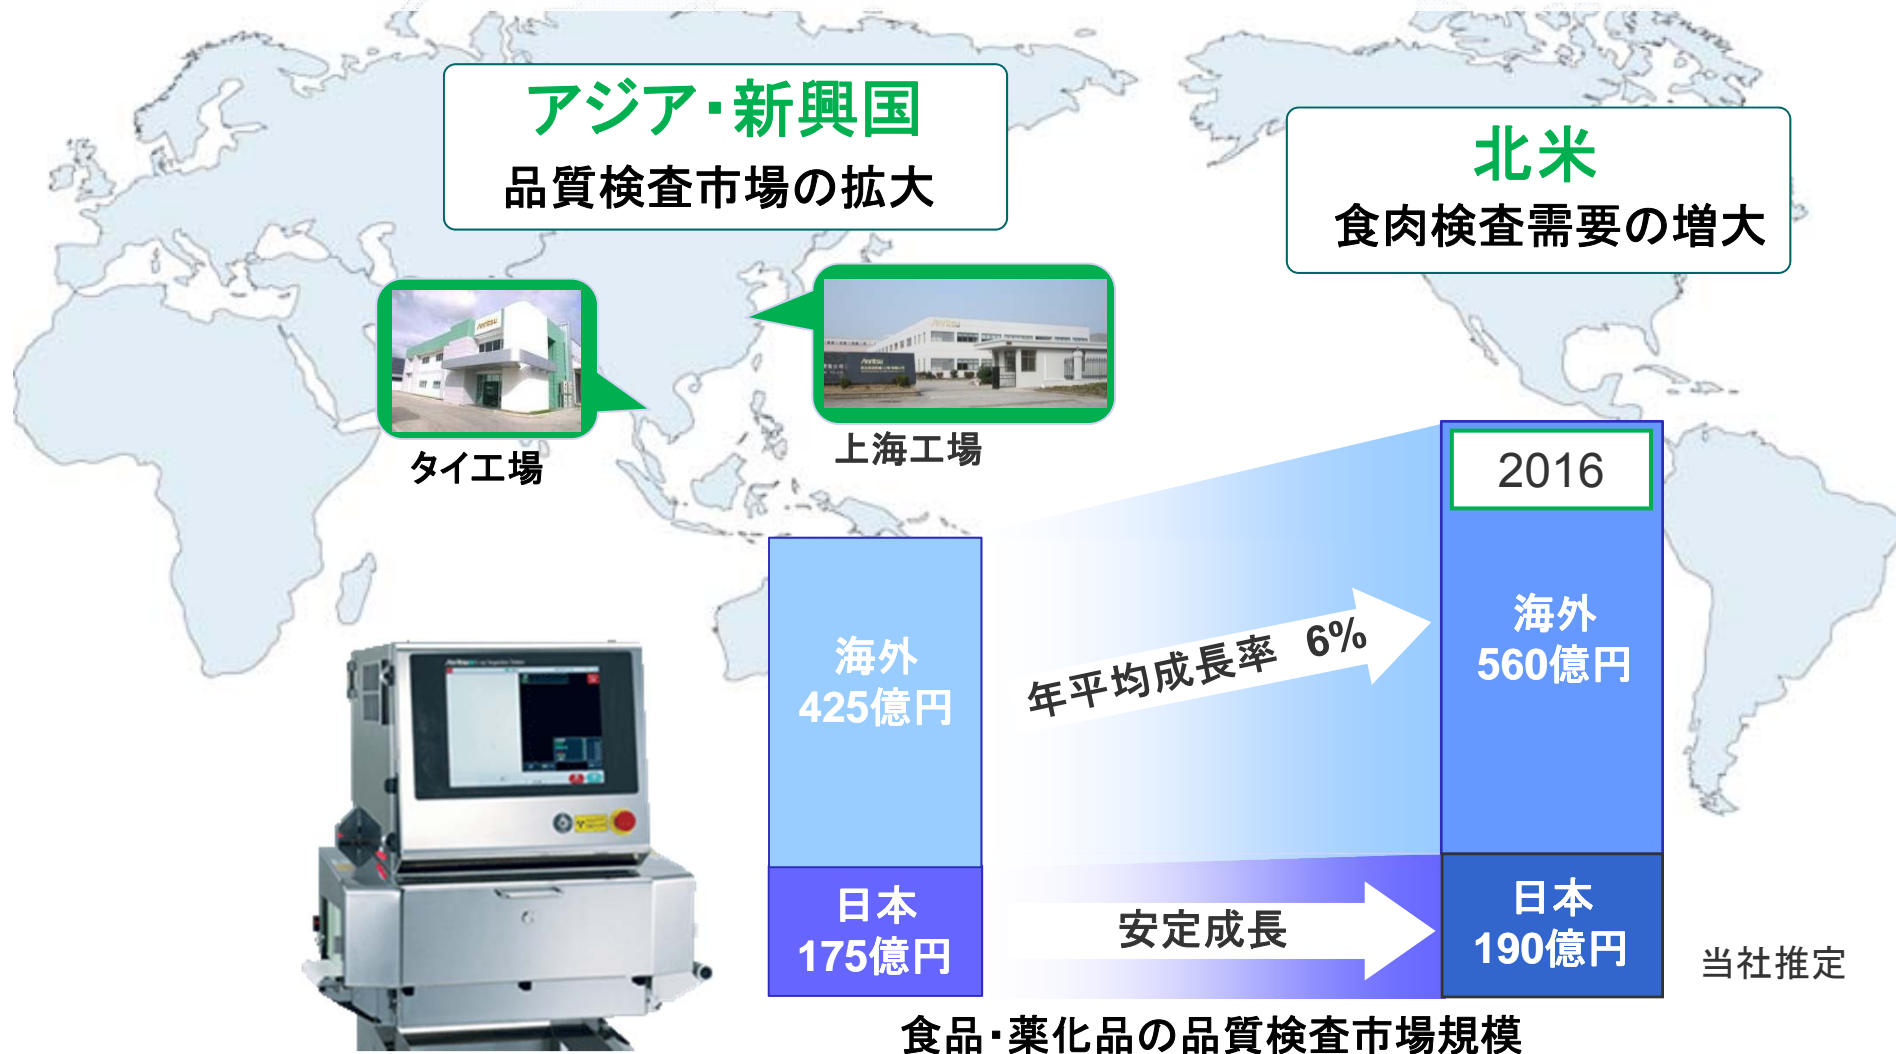 アジア・新興国
品質検査市場の拡大
北米
食肉検査需要の増大
Anritsu
Anritsu
Anritsu
タイ工場
上海工場
2016
海外
560億円
海外
425億円
年平均成長率 6%
日本
175億円
安定成長
日本
190億円
当社推定
食品・薬化品の品質検査市場規模